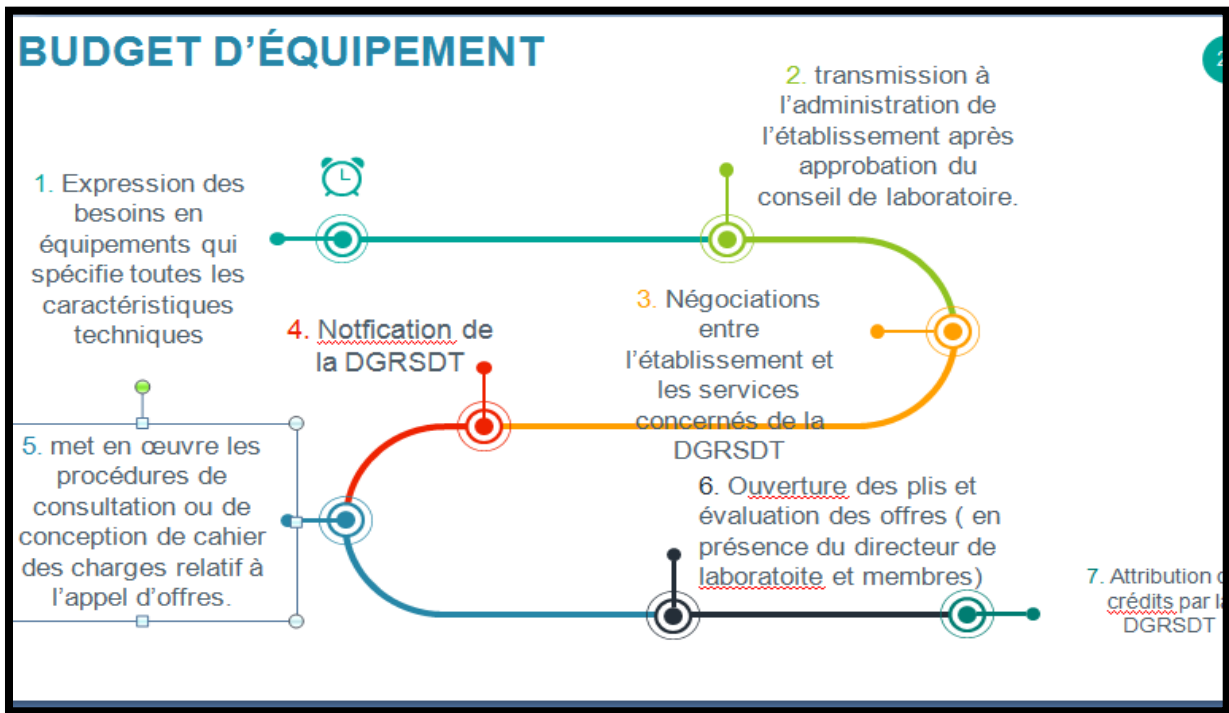 BUDGET D'ÉQUIPEMENT
2
1. Expression des
besoins en
équipements qui
spécifie toutes les
caractéristiques
techniques
2. transmission à
l'administration de
l'établissement après
approbation du
conseil de laboratoire.
3. Négociations
entre
l'établissement et
les services
concernés de la
DGRSDT
4. Notfication de
la DGRSDT
5. met en œuvre les
procédures de
consultation ou de
conception de cahier
des charges relatif à
l'appel d'offres.
6. Ouverture des plis et
évaluation des offres ( en
présence du directeur de
laboratoite et membres)
7. Attribution
crédits par
DGRSDT